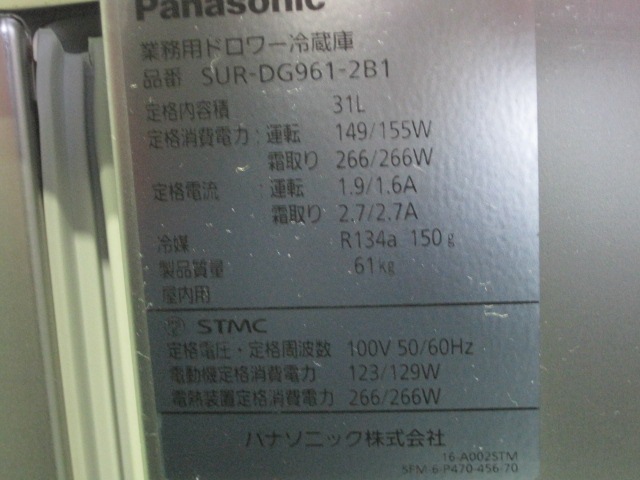 Panasonic
業務用ドロワー冷蔵庫
品番 SUR-DG961-2B1
定格内容積 31L
定格消費電力:運転 149/155W
霜取り 266/266W
定格電流 :運転 1.9/1.6A
霜取り 2.7/2.7A
冷媒 R134a 150g
製品質量 61kg
屋内用
STMC
定格電圧・定格周波数 100V 50/60Hz
電動機定格消費電力 123/129W
電熱装置定格消費電力 266/266W
パナソニック株式会社
16-A002STM
SFM-6-P470-456-70